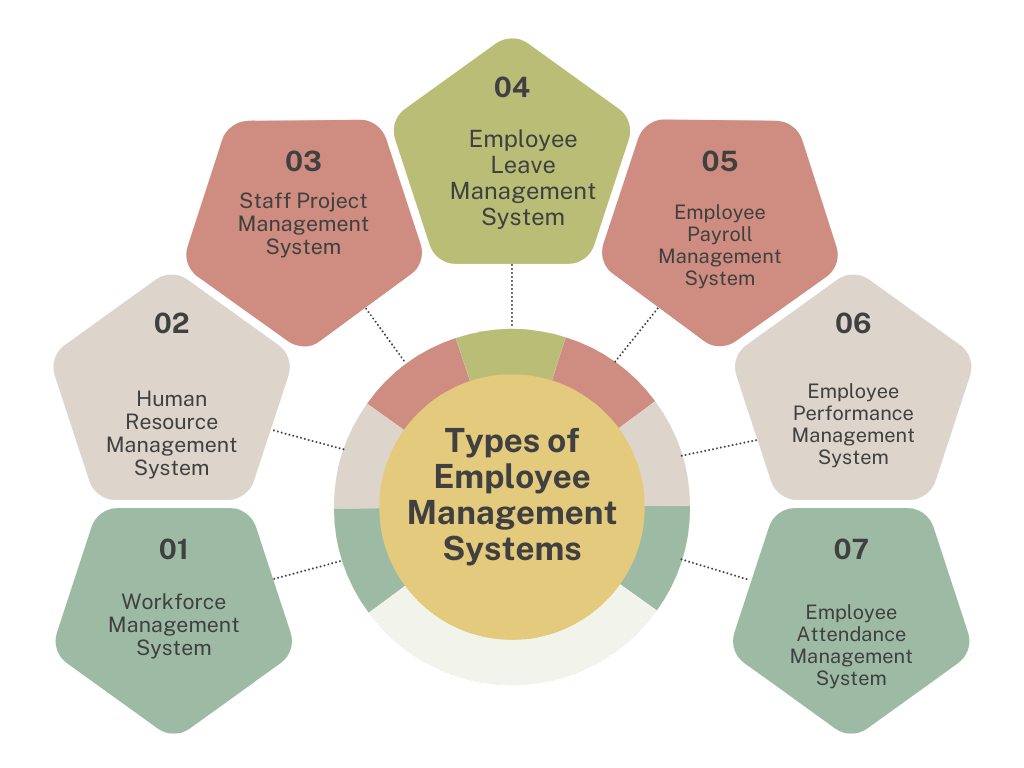 01
Workforce
Management
System
02
Human
Resource
Management
System
03
Staff Project
Management
System
04
Employee
Leave
Management
System
05
Employee
Payroll
Management
System
06
Employee
Performance
Management
System
07
Employee
Attendance
Management
System
Types of
Employee
Management
Systems